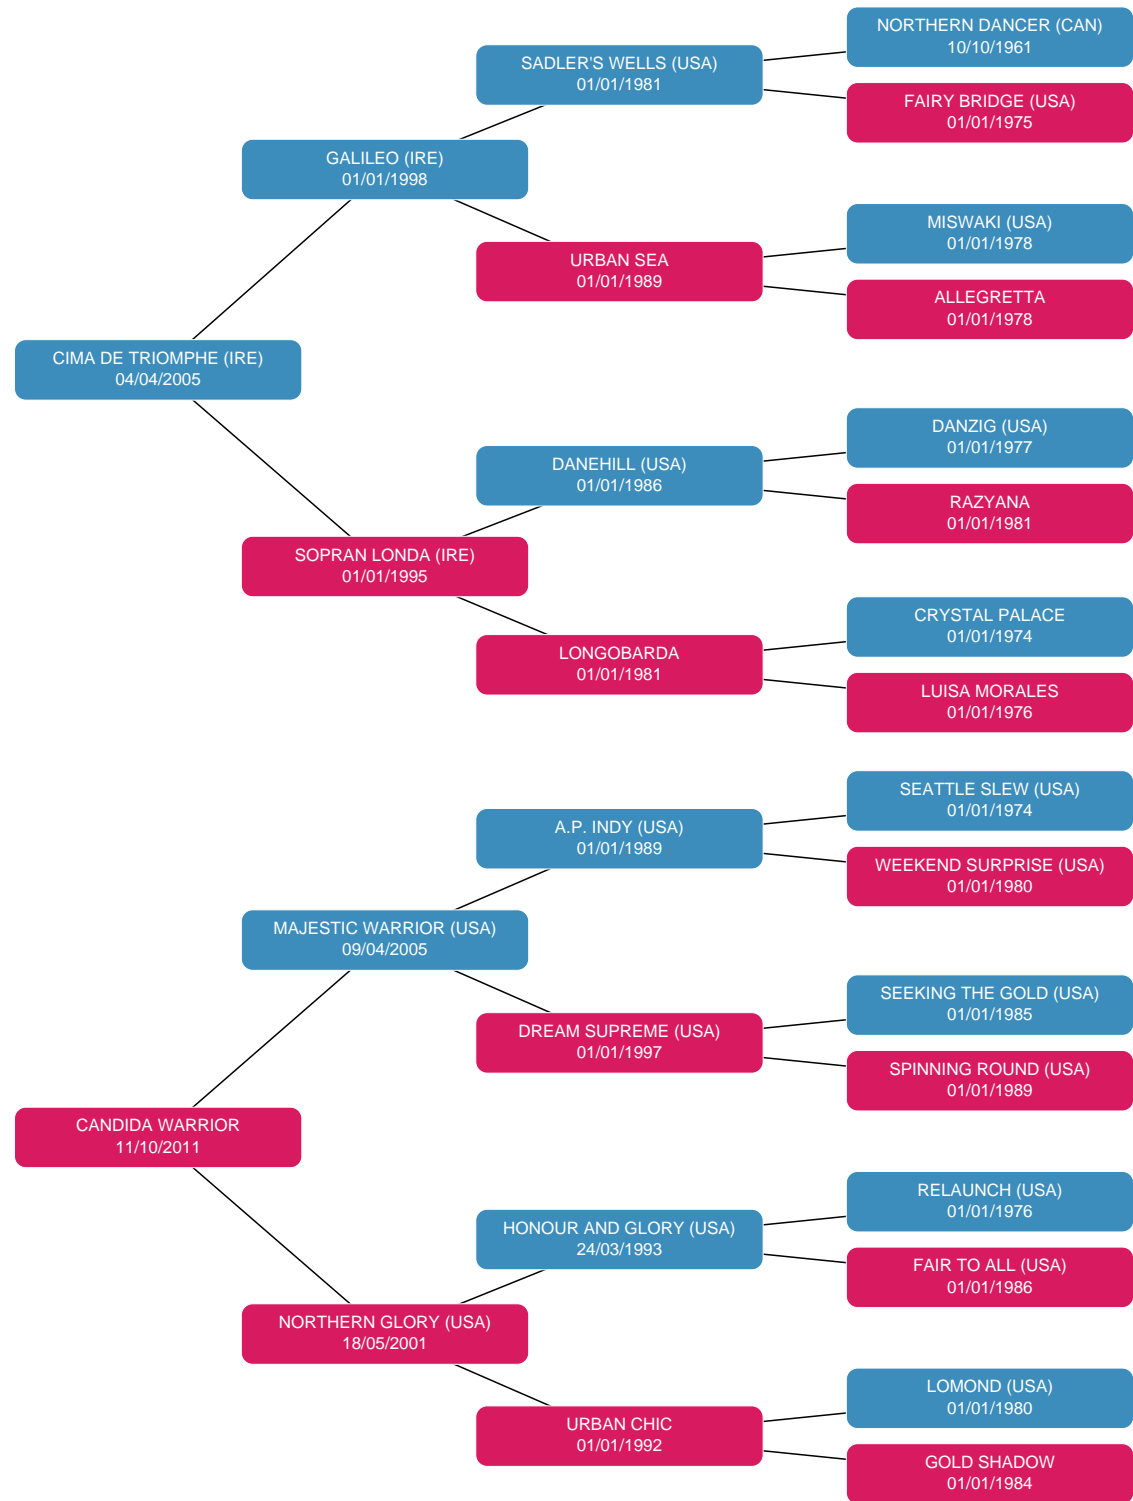 NORTHERN DANCER (CAN)
10/10/1961
SADLER'S WELLS (USA)
01/01/1981
FAIRY BRIDGE (USA)
01/01/1975
GALILEO (IRE)
01/01/1998
MISWAKI (USA)
01/01/1978
URBAN SEA
01/01/1989
ALLEGRETTA
01/01/1978
CIMA DE TRIOMPHE (IRE)
04/04/2005
DANZIG (USA)
01/01/1977
DANEHILL (USA)
01/01/1986
RAZYANA
01/01/1981
SOPRAN LONDA (IRE)
01/01/1995
CRYSTAL PALACE
01/01/1974
LONGOBARDA
01/01/1981
LUISA MORALES
01/01/1976
SEATTLE SLEW (USA)
01/01/1974
A.P. INDY (USA)
01/01/1989
WEEKEND SURPRISE (USA)
01/01/1980
MAJESTIC WARRIOR (USA)
09/04/2005
SEEKING THE GOLD (USA)
01/01/1985
DREAM SUPREME (USA)
01/01/1997
SPINNING ROUND (USA)
01/01/1989
CANDIDA WARRIOR
11/10/2011
RELAUNCH (USA)
01/01/1976
HONOUR AND GLORY (USA)
24/03/1993
FAIR TO ALL (USA)
01/01/1986
NORTHERN GLORY (USA)
18/05/2001
LOMOND (USA)
01/01/1980
URBAN CHIC
01/01/1992
GOLD SHADOW
01/01/1984